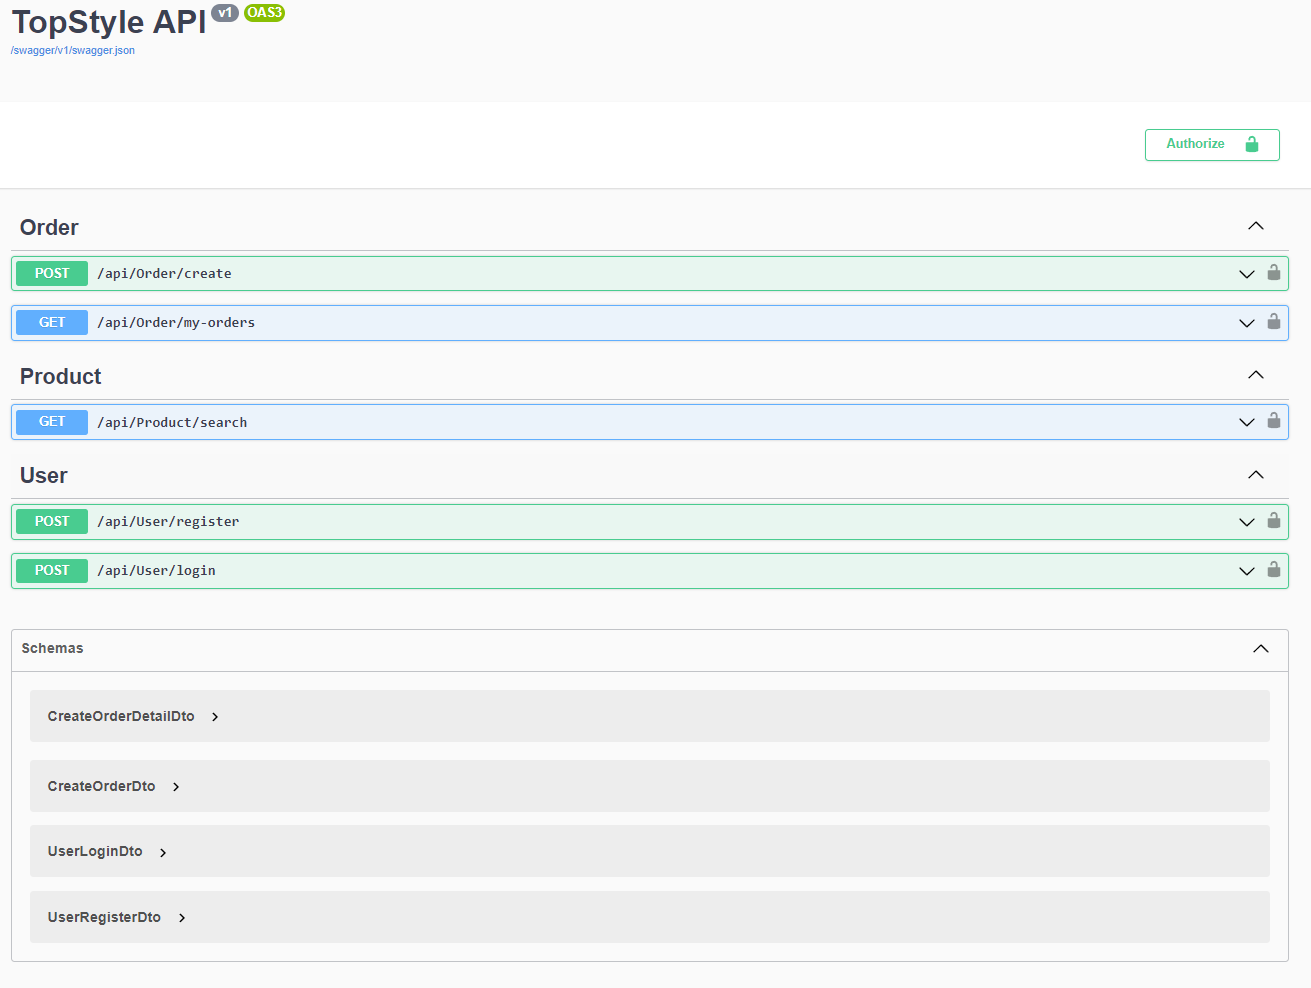 TopStyle API v1 OAS3
/swagger/v1/swagger.json
Authorize
Order
POST /api/Order/create
GET /api/Order/my-orders
Product
GET /api/Product/search
User
POST /api/User/register
POST /api/User/login
Schemas
CreateOrderDetailDto
CreateOrderDto
UserLoginDto
UserRegisterDto